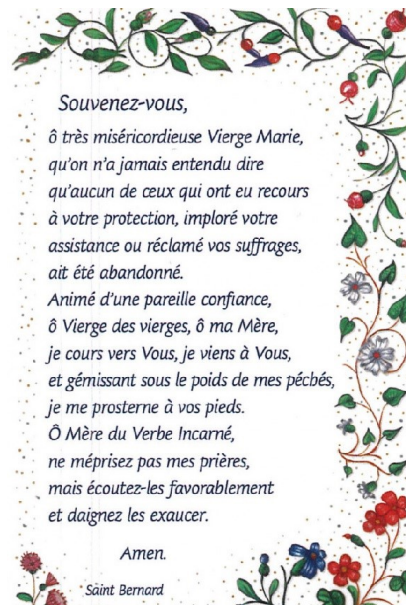 Souvenez-vous,
ô très miséricordieuse Vierge Marie,
qu'on n'a jamais entendu dire
qu'aucun de ceux qui ont eu recours
à votre protection, imploré votre
assistance ou réclamé vos suffrages,
ait été abandonné.
Animé d'une pareille confiance,
ô Vierge des vierges, ô ma Mère,
je cours vers Vous, je viens à Vous,
et gémissant sous le poids de mes péchés,
je me prosterne à vos pieds.
Ô Mère du Verbe Incarné,
ne méprisez pas mes prières,
mais écoutez-les favorablement
et daignez les exaucer.
Amen.
Saint Bernard